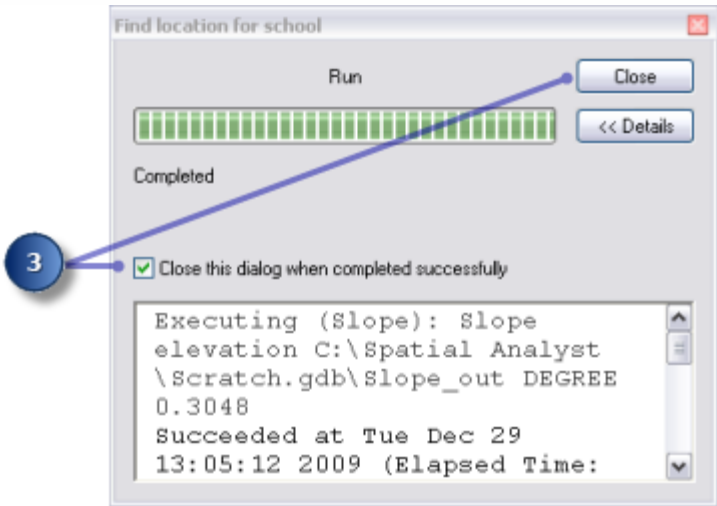 Find location for school
Run
Close
<< Details
Completed
3
Close this dialog when completed successfully
Executing (Slope): Slope
elevation C:\Spatial Analyst
\Scratch.gdb\Slope_out DEGREE
0.3048
Succeeded at Tue Dec 29
13:05:12 2009 (Elapsed Time: